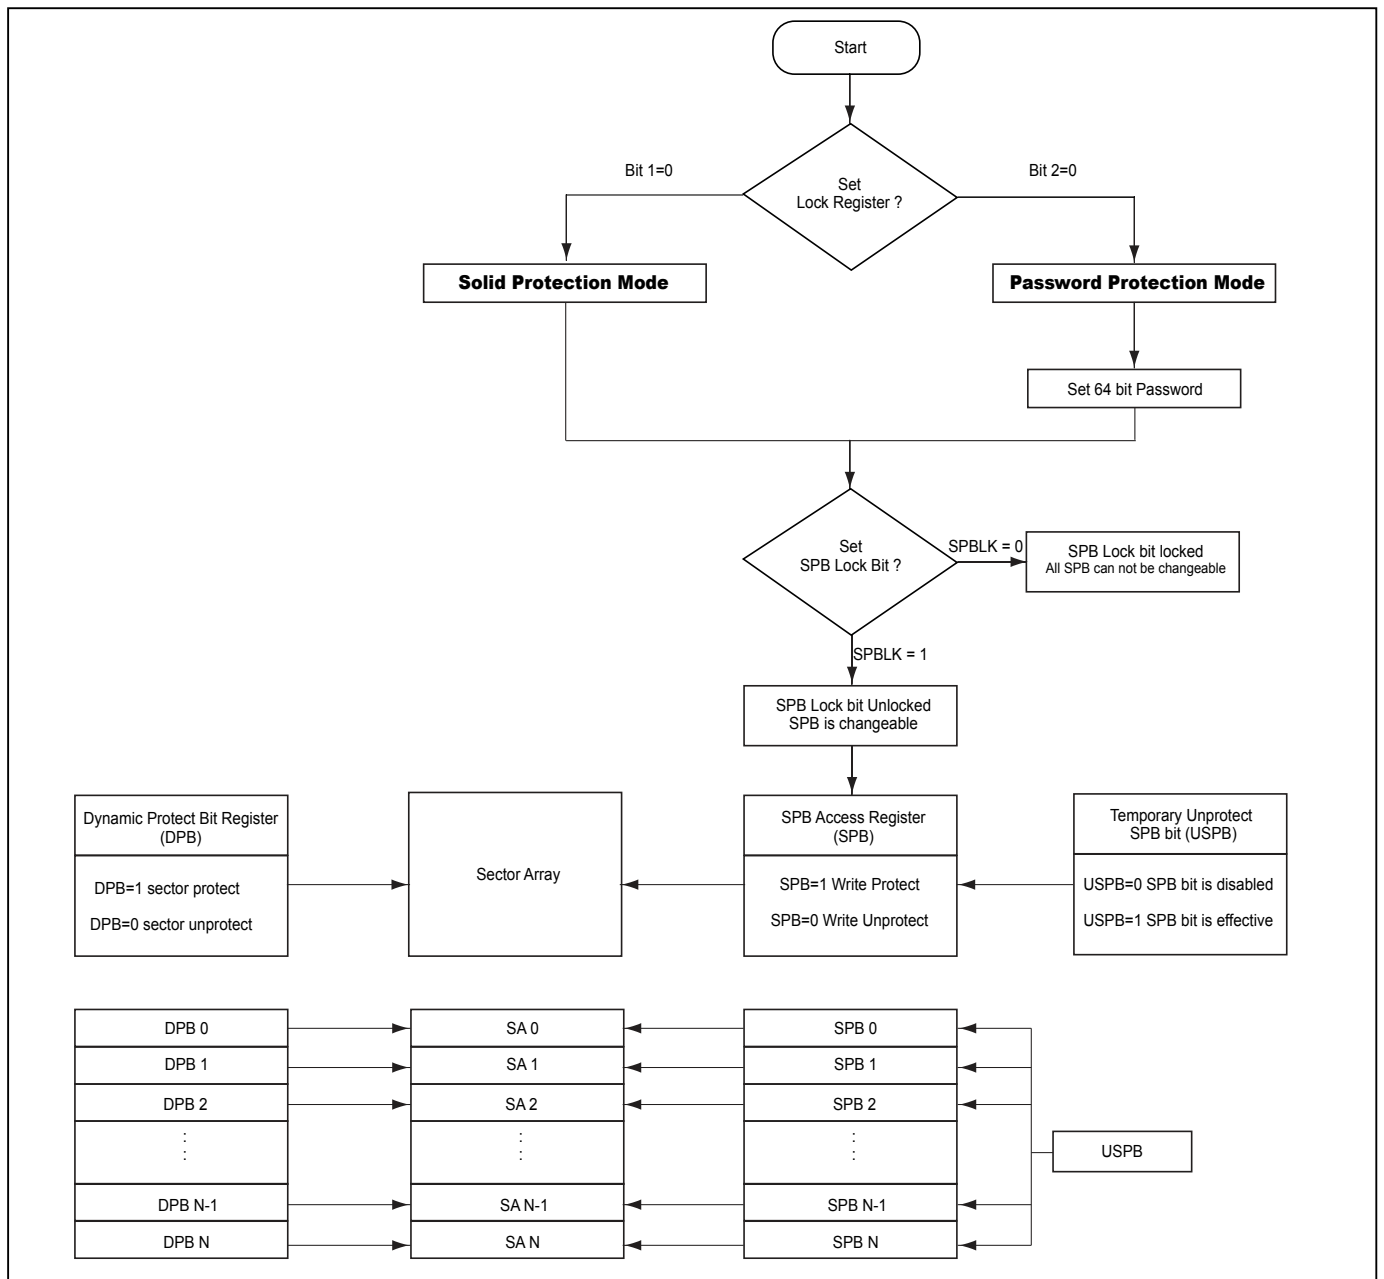 Start
Bit 1=0
Bit 2=0
Set
Lock Register ?
Solid Protection Mode
Password Protection Mode
Set 64 bit Password
Set
SPB Lock Bit ?
SPBLK = 0
SPB Lock bit locked
All SPB can not be changeable
SPBLK = 1
SPB Lock bit Unlocked
SPB is changeable
Dynamic Protect Bit Register
(DPB)
DPB=1 sector protect
DPB=0 sector unprotect
Sector Array
SPB Access Register
(SPB)
SPB=1 Write Protect
SPB=0 Write Unprotect
Temporary Unprotect
SPB bit (USPB)
USPB=0 SPB bit is disabled
USPB=1 SPB bit is effective
DPB 0
SA 0
SPB 0
DPB 1
SA 1
SPB 1
DPB 2
SA 2
SPB 2
USPB
DPB N-1
SA N-1
SPB N-1
DPB N
SA N
SPB N